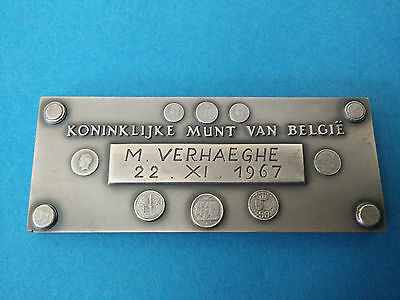 KONINKLIJKE MUNT VAN BELGIË
M. VERHAEGHE
22 . XI . 1967